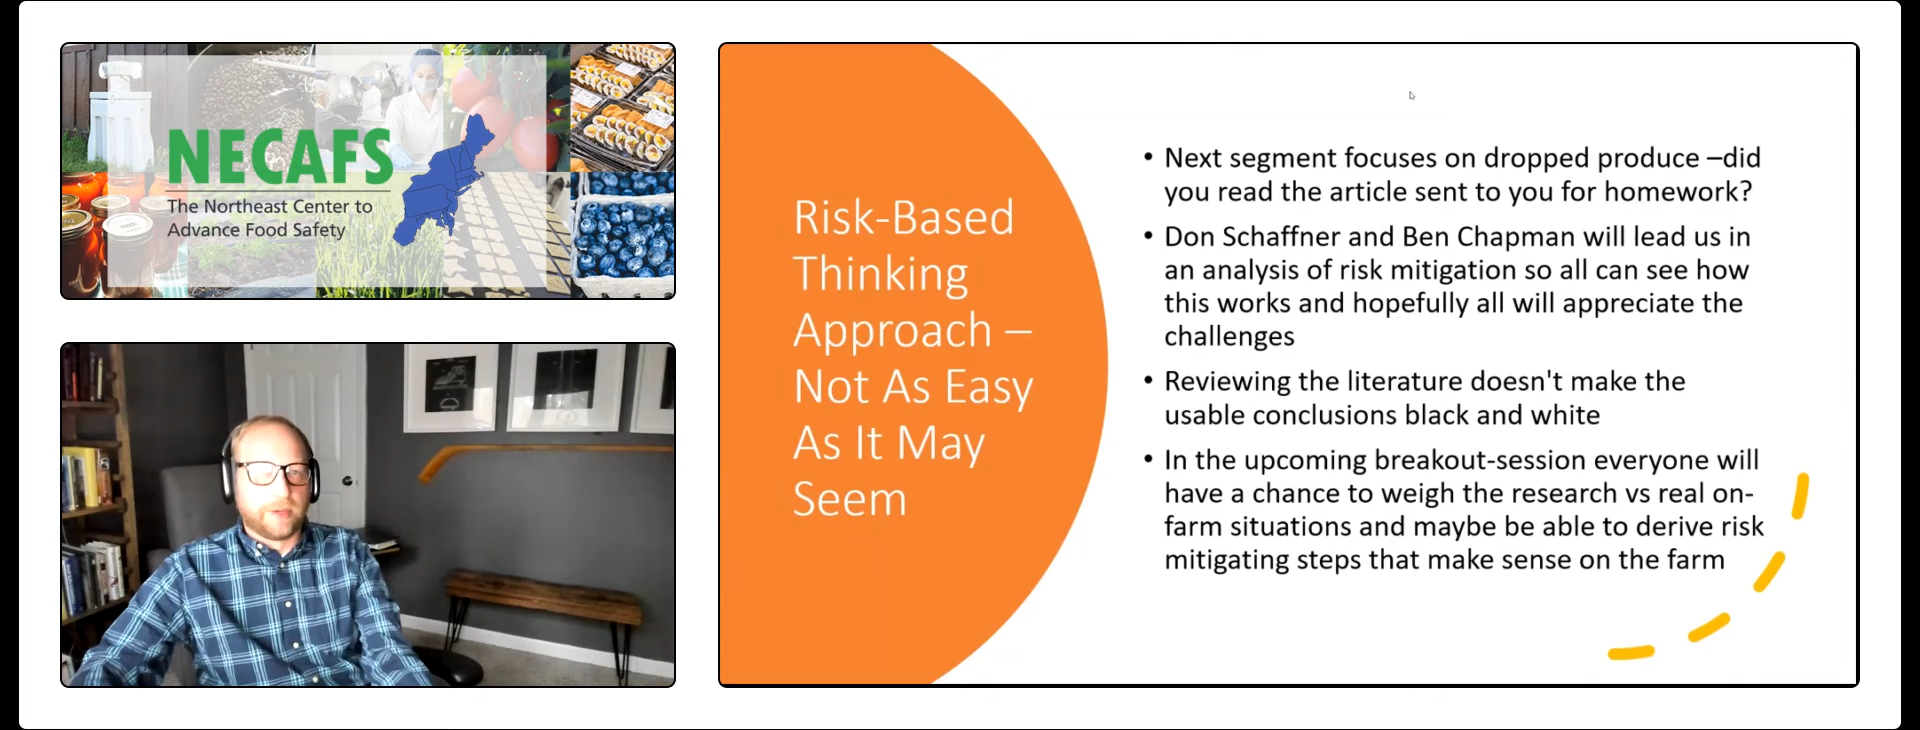 NECAFS
The Northeast Center to
Advance Food Safety
Risk-Based
Thinking
Approach –
Not As Easy
As It May
Seem
• Next segment focuses on dropped produce –did
you read the article sent to you for homework?
• Don Schaffner and Ben Chapman will lead us in
an analysis of risk mitigation so all can see how
this works and hopefully all will appreciate the
challenges
• Reviewing the literature doesn't make the
usable conclusions black and white
• In the upcoming breakout-session everyone will
have a chance to weigh the research vs real on-
farm situations and maybe be able to derive risk
mitigating steps that make sense on the farm